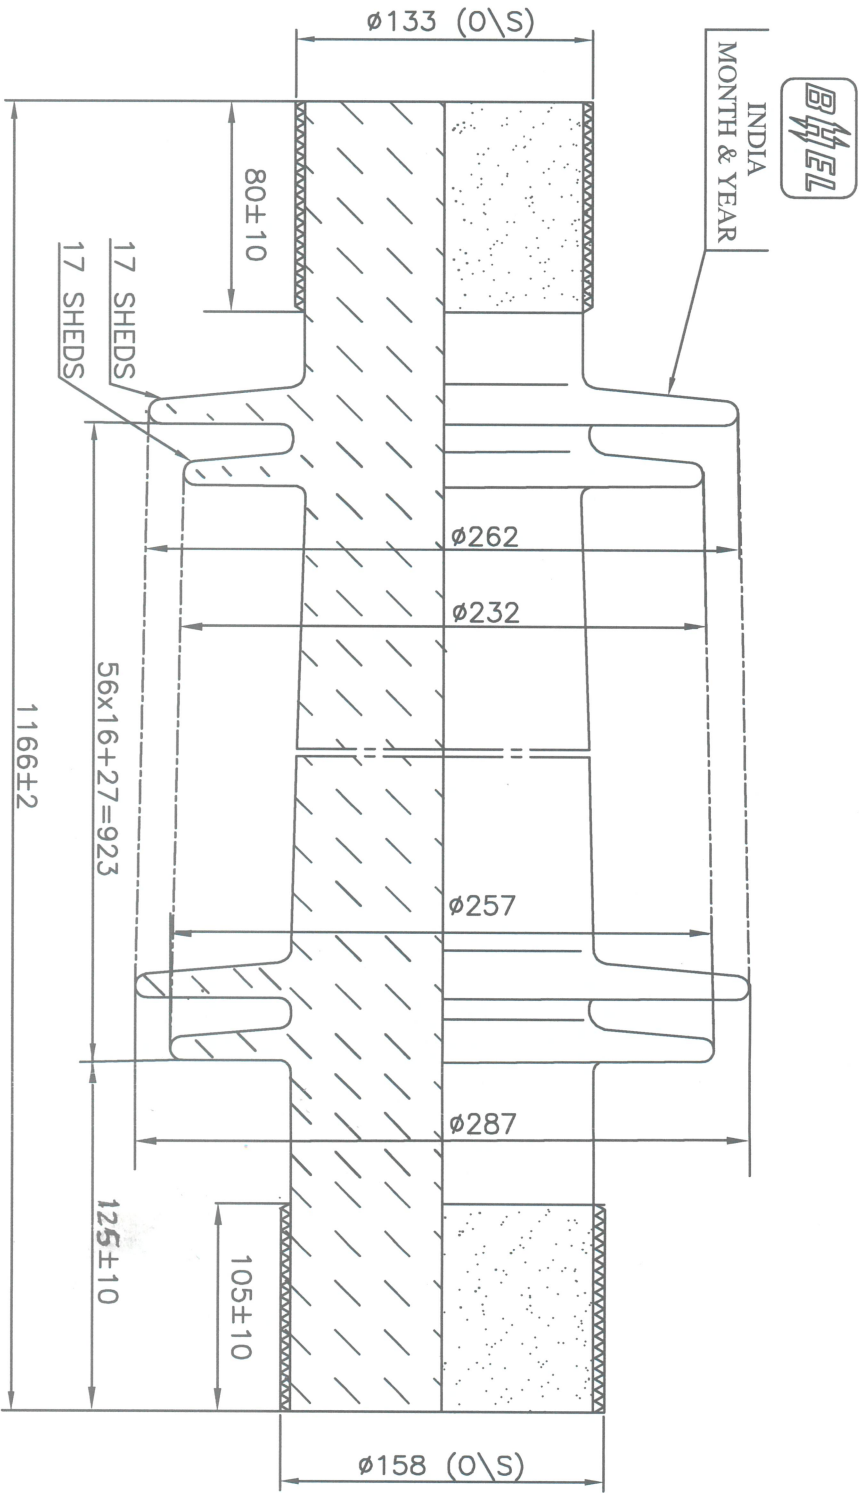 BHEL
INDIA
MONTH & YEAR
ø133 (O\S)
80±10
17 SHEDS
17 SHEDS
ø262
ø232
56x16+27=923
1166±2
ø257
ø287
125±10
105±10
ø158 (O\S)